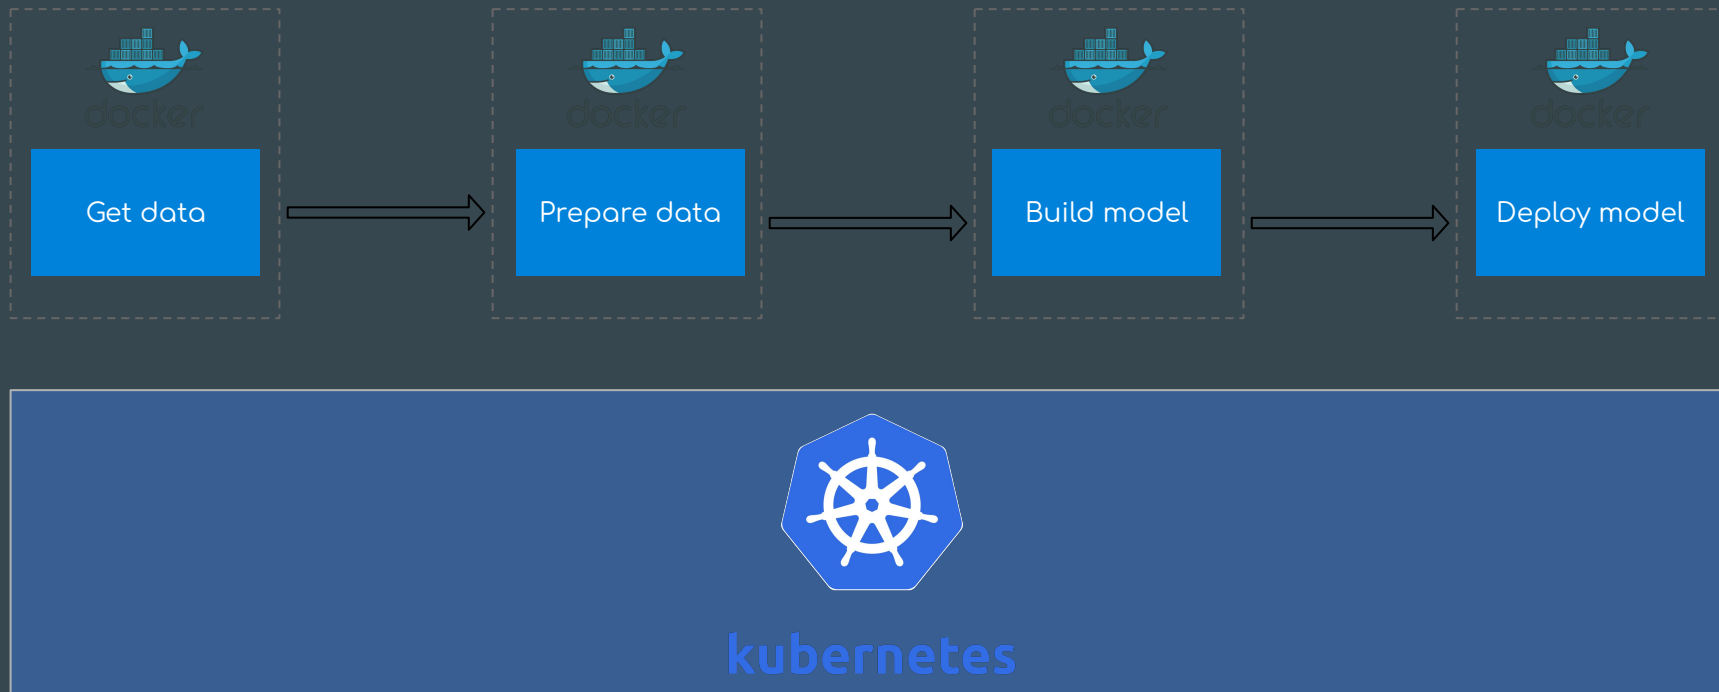 docker
docker
docker
docker
Get data
Prepare data
Build model
Deploy model
kubernetes